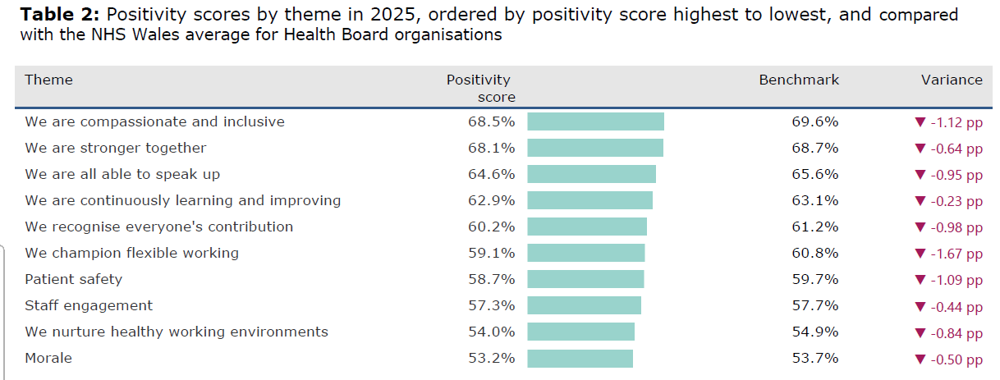 Table 2: Positivity scores by theme in 2025, ordered by positivity score highest to lowest, and compared
with the NHS Wales average for Health Board organisations
Theme Positivity score Benchmark Variance
We are compassionate and inclusive 68.5% 69.6% ▼ -1.12 pp
We are stronger together 68.1% 68.7% ▼ -0.64 pp
We are all able to speak up 64.6% 65.6% ▼ -0.95 pp
We are continuously learning and improving 62.9% 63.1% ▼ -0.23 pp
We recognise everyone's contribution 60.2% 61.2% ▼ -0.98 pp
We champion flexible working 59.1% 60.8% ▼ -1.67 pp
Patient safety 58.7% 59.7% ▼ -1.09 pp
Staff engagement 57.3% 57.7% ▼ -0.44 pp
We nurture healthy working environments 54.0% 54.9% ▼ -0.84 pp
Morale 53.2% 53.7% ▼ -0.50 pp